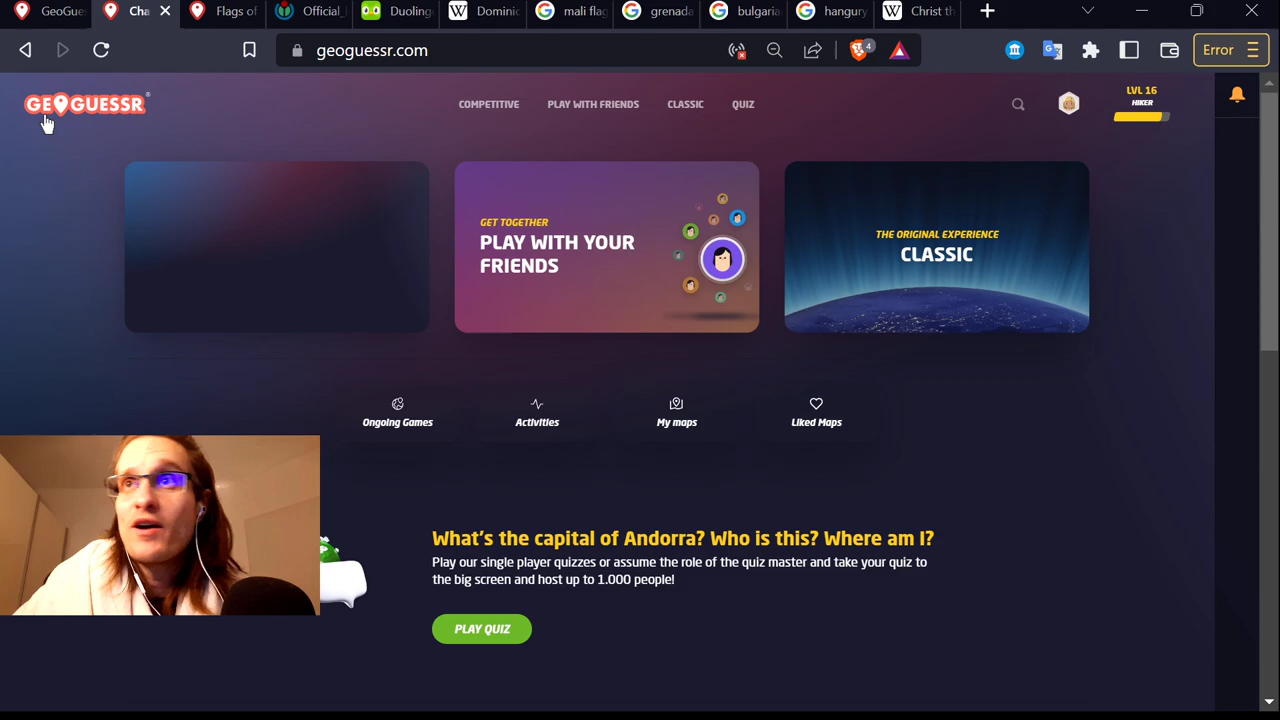 GeoGues
Cha
Flags of
Official_
Duoling
Dominic
mali flag
grenada
bulgaria
hangury
Christ th
geoguessr.com
4
Error
GEOGUESSR
COMPETITIVE
PLAY WITH FRIENDS
CLASSIC
QUIZ
LVL 16
HIKER
GET TOGETHER
PLAY WITH YOUR
FRIENDS
THE ORIGINAL EXPERIENCE
CLASSIC
Ongoing Games
Activities
My maps
Liked Maps
What's the capital of Andorra? Who is this? Where am I?
Play our single player quizzes or assume the role of the quiz master and take your quiz to
the big screen and host up to 1.000 people!
PLAY QUIZ